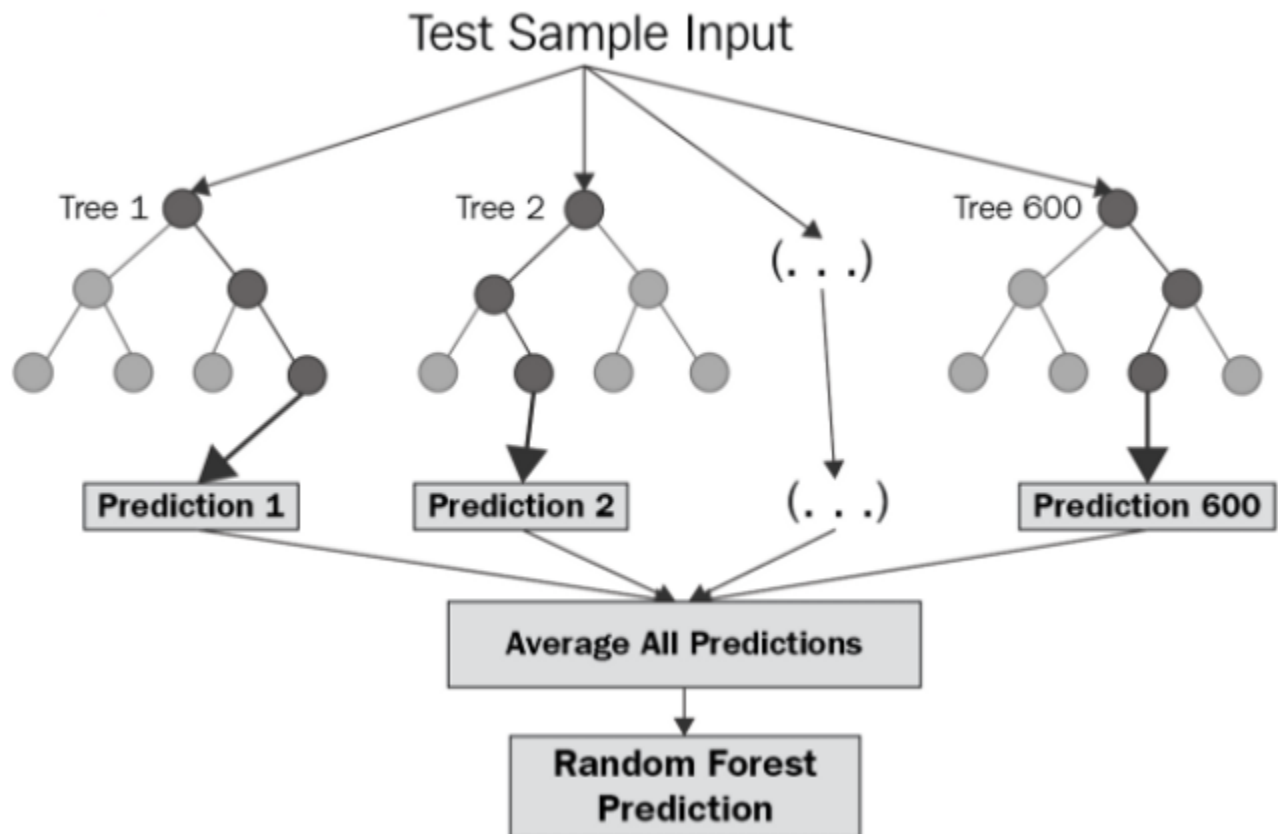 Test Sample Input
Tree 1
Tree 2
Tree 600
(. . .)
Prediction 1
Prediction 2
(. . .)
Prediction 600
Average All Predictions
Random Forest
Prediction